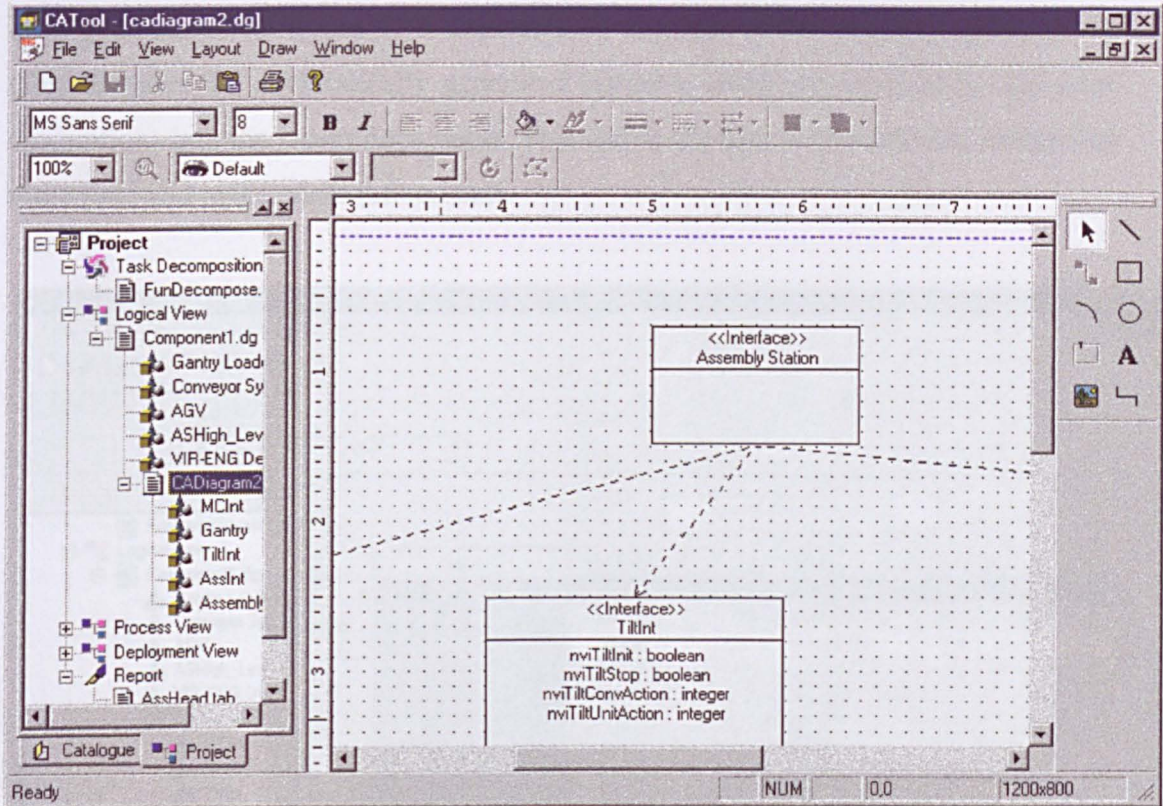 CATool - [cadiagram2.dg]
File Edit View Layout Draw Window Help
MS Sans Serif 8 B I
100% Default
3 4 5 6 7
Project
Task Decomposition
FunDecompose.
Logical View
Component1.dg
Gantry Load
Conveyor Sy
AGV
ASHigh_Lev
VIR-ENG De
CADiagram2
MCInt
Gantry
TiltInt
AssInt
Assembl
Process View
Deployment View
Report
AssHead.tab
Catalogue Project
1
2
3
<<Interface>>
Assembly Station
<<Interface>>
TiltInt
nviTiltInit : boolean
nviTiltStop : boolean
nviTiltConvAction : integer
nviTiltUnitAction : integer
A
Ready NUM 0,0 1200x800